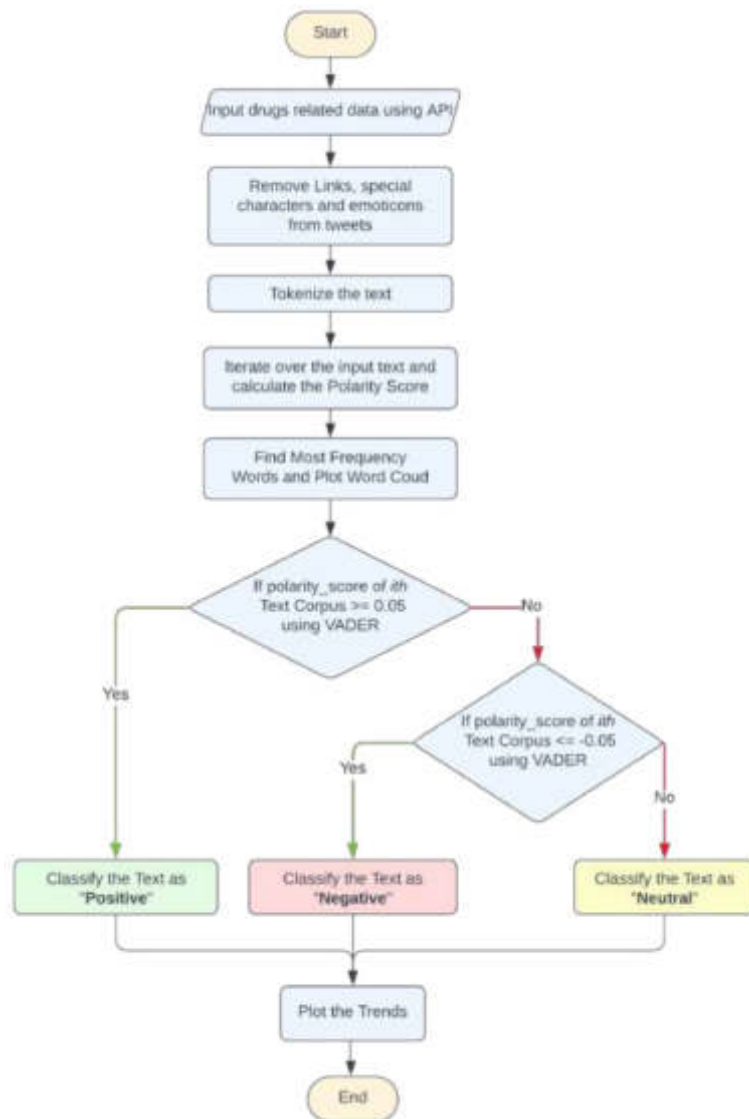 Start
Input drugs related data using API
Remove Links, special
characters and emoticons
from tweets
Tokenize the text
Iterate over the input text and
calculate the Polarity Score
Find Most Frequency
Words and Plot Word Coud
If polarity_score of ith
Text Corpus >= 0.05
using VADER
No
Yes
If polarity_score of ith
Text Corpus <= -0.05
using VADER
Yes
No
Classify the Text as
"Positive"
Classify the Text as
"Negative"
Classify the Text as
"Neutral"
Plot the Trends
End